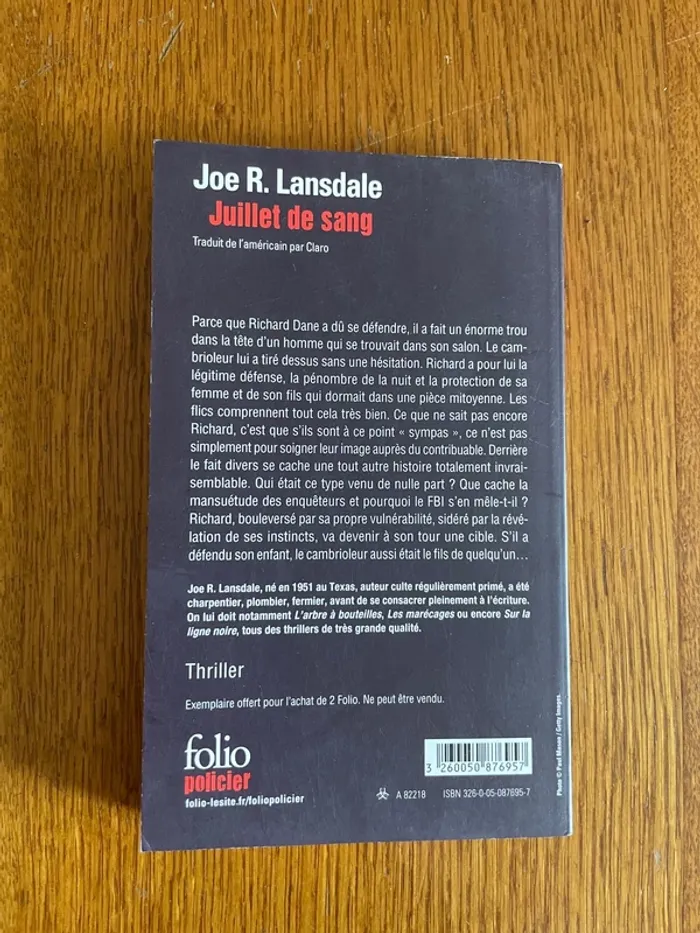 Joe R. Lansdale
Juillet de sang
Traduit de l'américain par Claro
Parce que Richard Dane a dû se défendre, il a fait un énorme trou
dans la tête d'un homme qui se trouvait dans son salon. Le cam-
brioleur lui a tiré dessus sans une hésitation. Richard a pour lui la
légitime défense, la pénombre de la nuit et la protection de sa
femme et de son fils qui dormait dans une pièce mitoyenne. Les
flics comprennent tout cela très bien. Ce que ne sait pas encore
Richard, c'est que s'ils sont à ce point « sympas », ce n'est pas
simplement pour soigner leur image auprès du contribuable. Derrière
le fait divers se cache une tout autre histoire totalement invrai-
semblable. Qui était ce type venu de nulle part ? Que cache la
mansuétude des enquêteurs et pourquoi le FBI s'en mêle-t-il ?
Richard, bouleversé par sa propre vulnérabilité, sidéré par la révé-
lation de ses instincts, va devenir à son tour une cible. S'il a
défendu son enfant, le cambrioleur aussi était le fils de quelqu'un…
Joe R. Lansdale, né en 1951 au Texas, auteur culte régulièrement primé, a été
charpentier, plombier, fermier, avant de se consacrer pleinement à l'écriture.
On lui doit notamment L'arbre à bouteilles, Les marécages ou encore Sur la
ligne noire, tous des thrillers de très grande qualité.
Thriller
Exemplaire offert pour l'achat de 2 Folio. Ne peut être vendu.
folio
policier
folio-lesite.fr/foliopolicier
3 260050 876957
A 82218 ISBN 326-0-05-087695-7
Photo © Paul Mason / Getty Images.